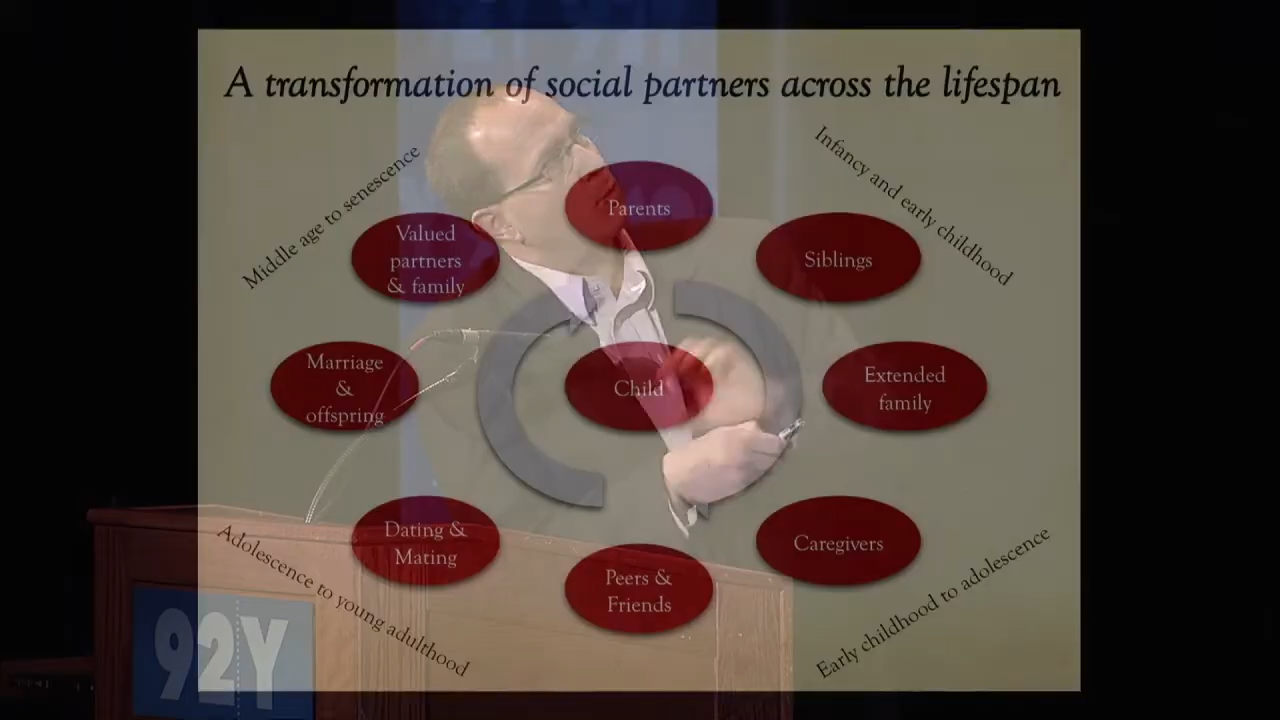 A transformation of social partners across the lifespan
Middle age to senescence
Infancy and early childhood
Parents
Valued
partners
& family
Siblings
Marriage
&
offspring
Child
Extended
family
Dating &
Mating
Peers &
Friends
Caregivers
Adolescence to young adulthood
Early childhood to adolescence
92Y